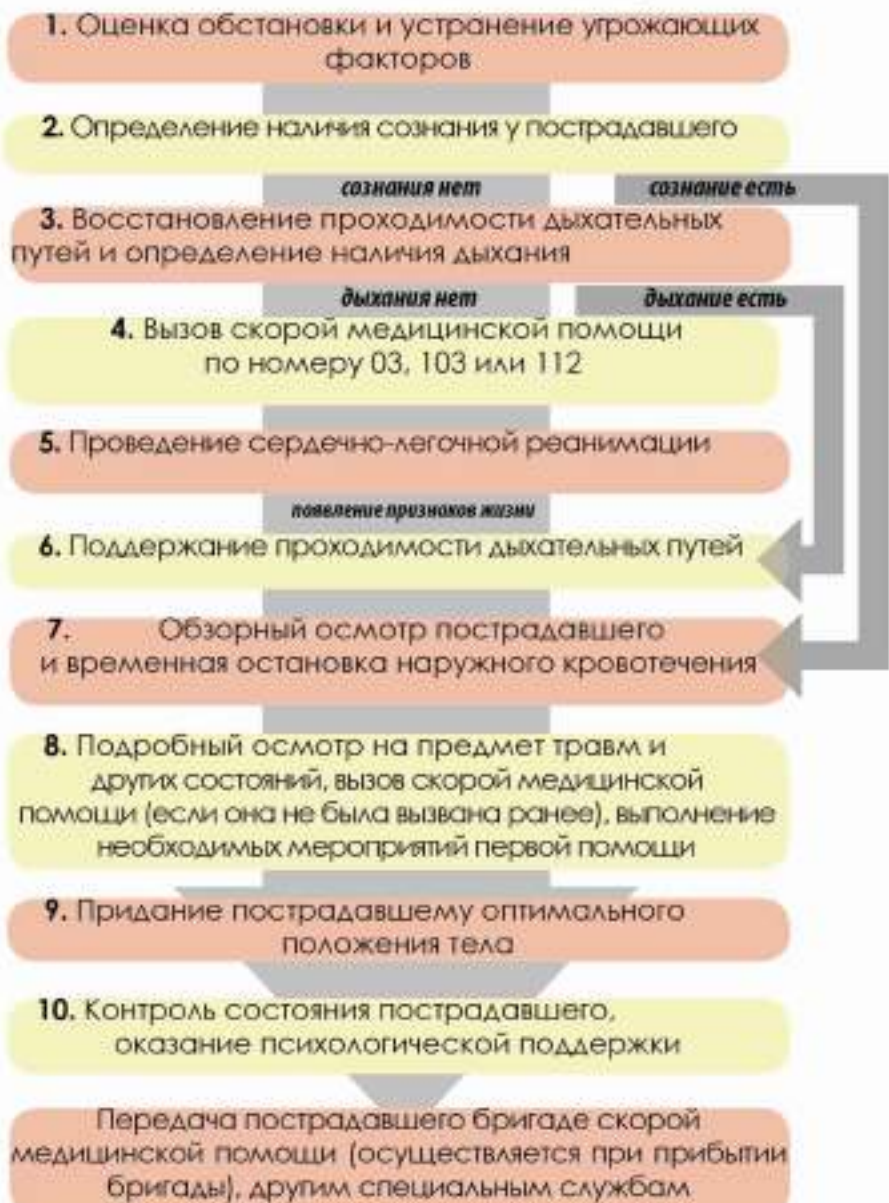 1. Оценка обстановки и устранение угрожающих
факторов
2. Определение наличия сознания у пострадавшего
сознания нет
сознание есть
3. Восстановление проходимости дыхательных
путей и определение наличия дыхания
дыхания нет
дыхание есть
4. Вызов скорой медицинской помощи
по номеру 03, 103 или 112
5. Проведение сердечно-легочной реанимации
появление признаков жизни
6. Поддержание проходимости дыхательных путей
7. Обзорный осмотр пострадавшего
и временная остановка наружного кровотечения
8. Подробный осмотр на предмет травм и
других состояний, вызов скорой медицинской
помощи (если она не была вызвана ранее), выполнение
необходимых мероприятий первой помощи
9. Придание пострадавшему оптимального
положения тела
10. Контроль состояния пострадавшего,
оказание психологической поддержки
Передача пострадавшего бригаде скорой
медицинской помощи (осуществляется при прибытии
бригады), другим специальным службам